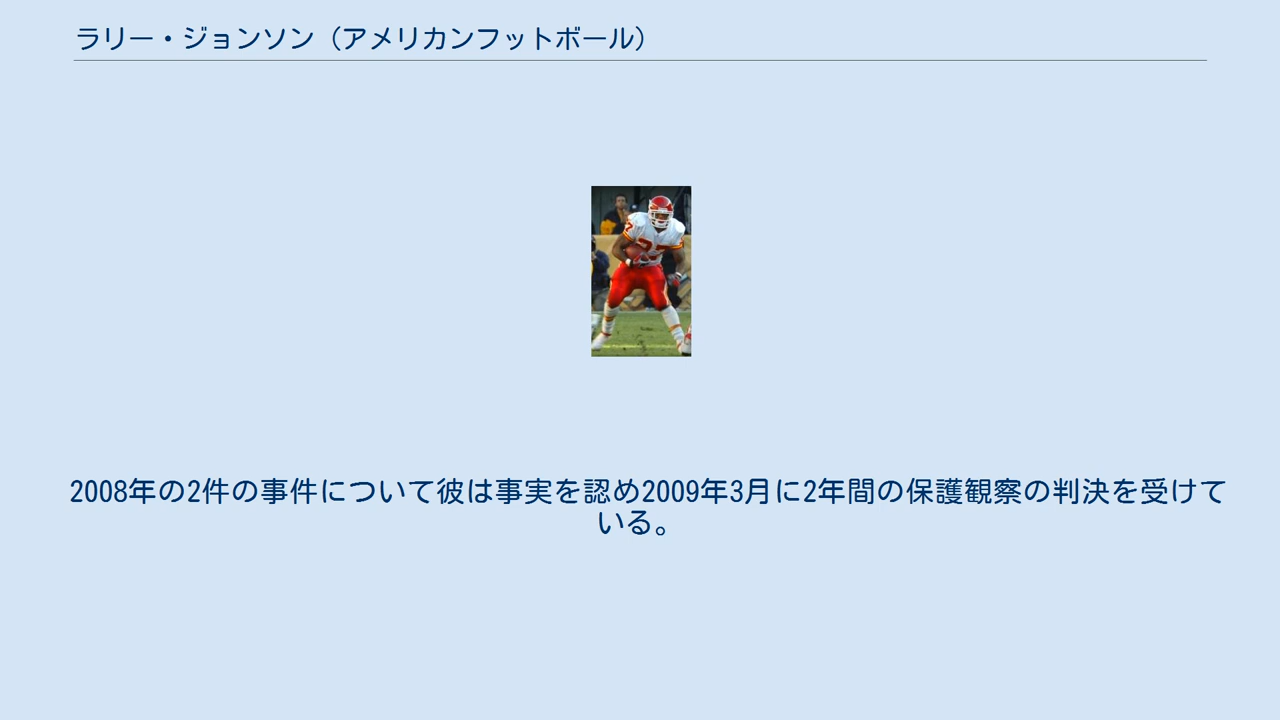 ラリー・ジョンソン（アメリカンフットボール）
27
2008年の2件の事件について彼は事実を認め2009年3月に2年間の保護観察の判決を受けて
いる。